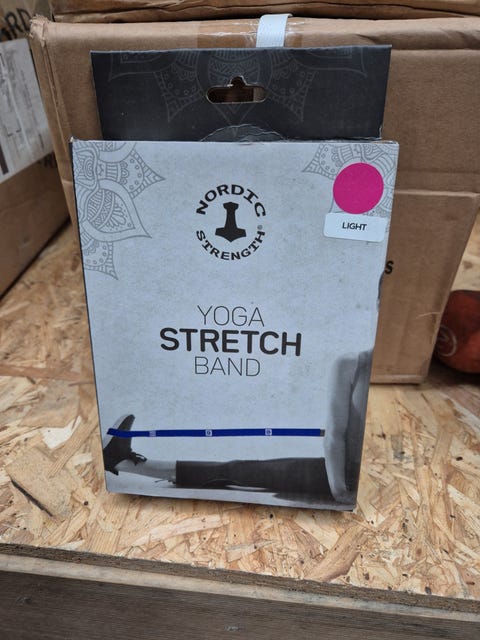 NORDIC
STRENGTH®
LIGHT
YOGA
STRETCH
BAND